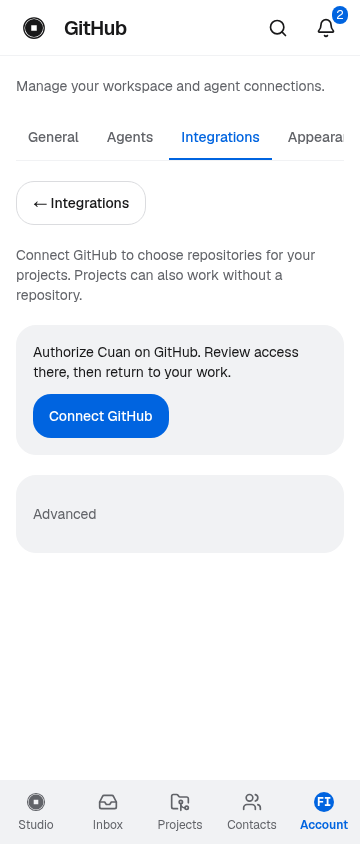 GitHub
2
Manage your workspace and agent connections.
General Agents Integrations Appeara
← Integrations
Connect GitHub to choose repositories for your
projects. Projects can also work without a
repository.
Authorize Cuan on GitHub. Review access
there, then return to your work.
Connect GitHub
Advanced
FI
Studio Inbox Projects Contacts Account